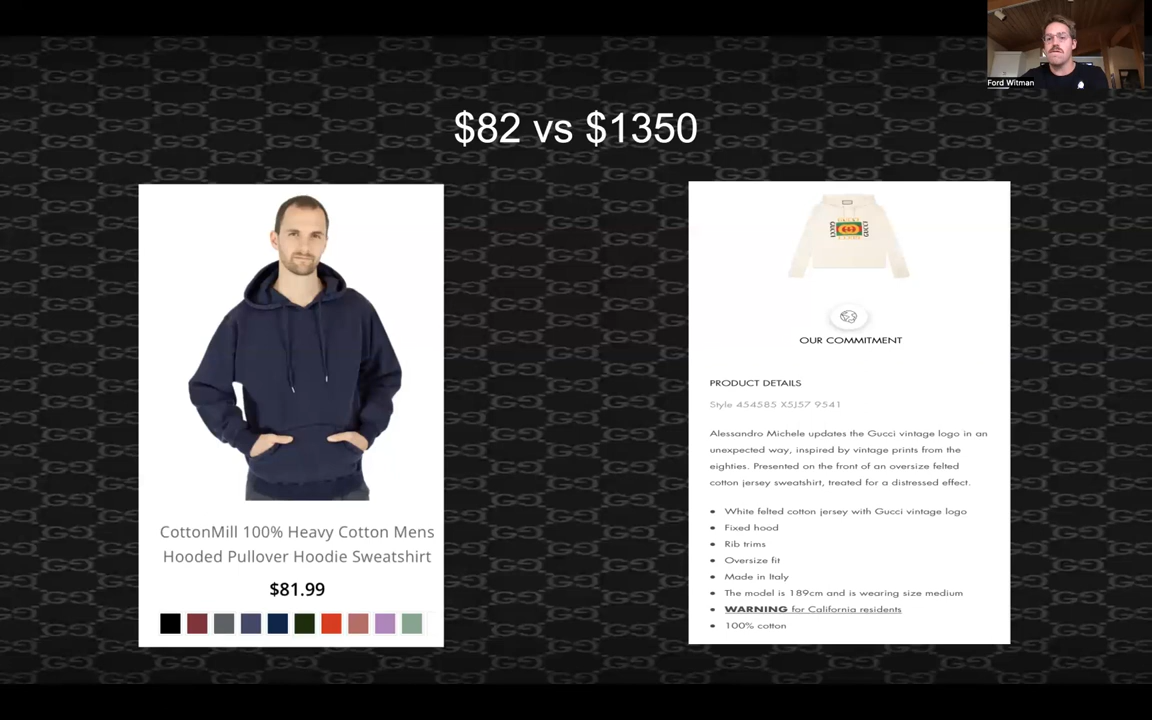 Ford Witman
$82 vs $1350
CottonMill 100% Heavy Cotton Mens
Hooded Pullover Hoodie Sweatshirt
$81.99
GUCCI
GUCCI
GUCCI
OUR COMMITMENT
PRODUCT DETAILS
Style 454585 X5J57 9541
Alessandro Michele updates the Gucci vintage logo in an
unexpected way, inspired by vintage prints from the
eighties. Presented on the front of an oversize felted
cotton jersey sweatshirt, treated for a distressed effect.
• White felted cotton jersey with Gucci vintage logo
• Fixed hood
• Rib trims
• Oversize fit
• Made in Italy
• The model is 189cm and is wearing size medium
• WARNING for California residents
• 100% cotton